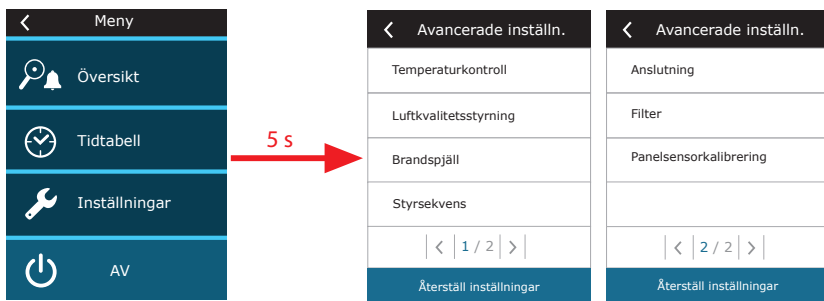 Meny
Översikt
Tidtabell
Inställningar
AV
5 s
Avancerade inställn.
Temperaturkontroll
Luftkvalitetsstyrning
Brandspjäll
Styrsekvens
1 / 2
Återställ inställningar
Avancerade inställn.
Anslutning
Filter
Panelsensorkalibrering
2 / 2
Återställ inställningar